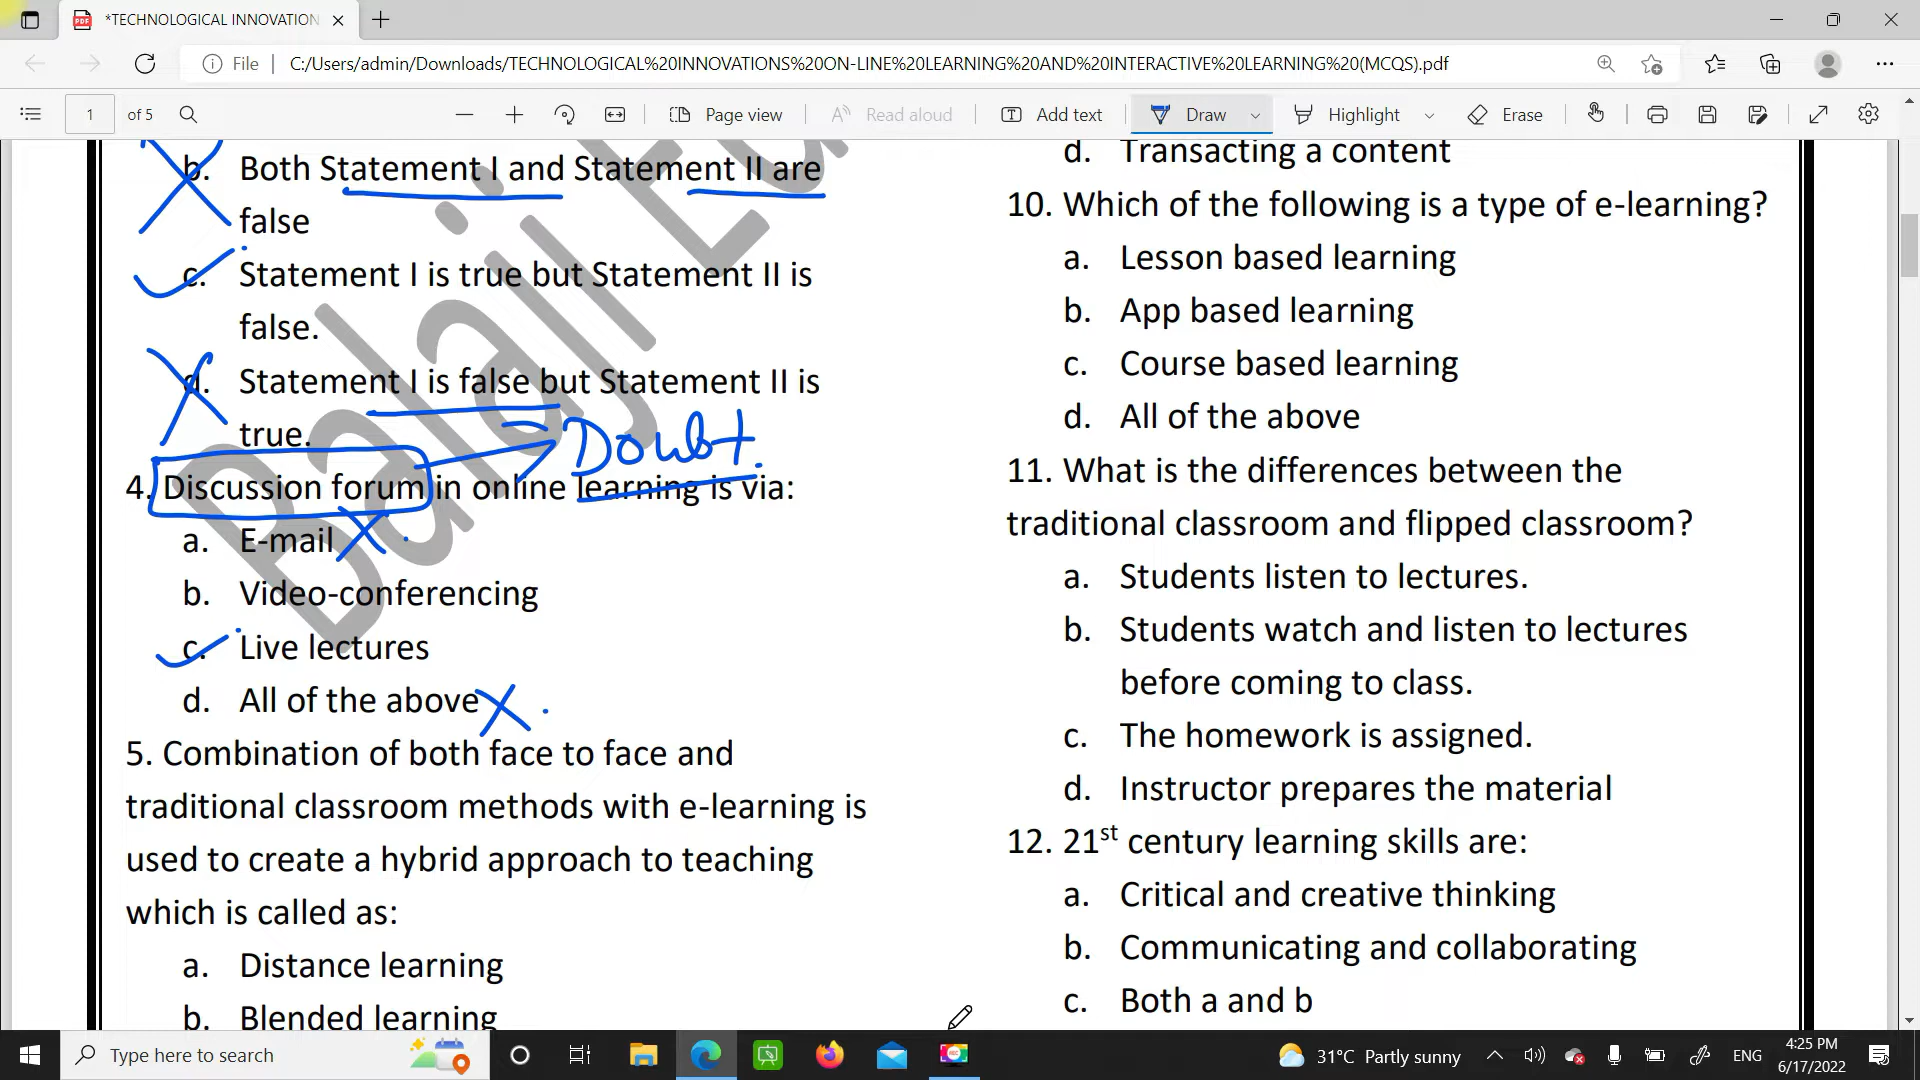 *TECHNOLOGICAL INNOVATION
File
C:/Users/admin/Downloads/TECHNOLOGICAL%20INNOVATIONS%20ON-LINE%20LEARNING%20AND%20INTERACTIVE%20LEARNING%20(MCQS).pdf
1 of 5
Page view
Read aloud
Add text
Draw
Highlight
Erase
b. Both Statement I and Statement II are
false
c. Statement I is true but Statement II is
false.
d. Statement I is false but Statement II is
true.
Doubt.
4. Discussion forum in online learning is via:
a. E-mail
b. Video-conferencing
c. Live lectures
d. All of the above
5. Combination of both face to face and
traditional classroom methods with e-learning is
used to create a hybrid approach to teaching
which is called as:
a. Distance learning
b. Blended learning
d. Transacting a content
10. Which of the following is a type of e-learning?
a. Lesson based learning
b. App based learning
c. Course based learning
d. All of the above
11. What is the differences between the
traditional classroom and flipped classroom?
a. Students listen to lectures.
b. Students watch and listen to lectures
before coming to class.
c. The homework is assigned.
d. Instructor prepares the material
12. 21st century learning skills are:
a. Critical and creative thinking
b. Communicating and collaborating
c. Both a and b
Balaji Ed
Type here to search
31°C Partly sunny
ENG
4:25 PM
6/17/2022